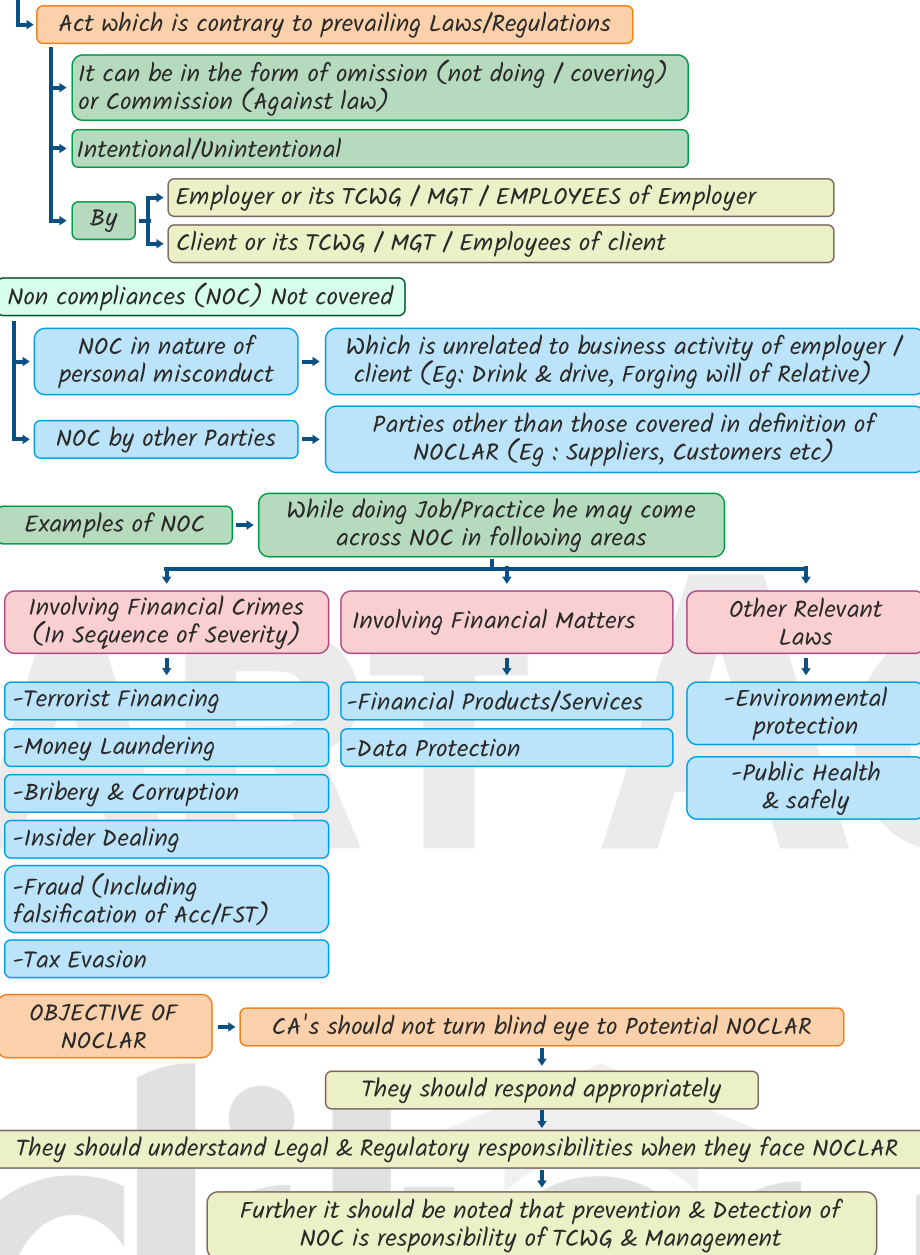 Act which is contrary to prevailing Laws/Regulations
It can be in the form of omission (not doing / covering)
or Commission (Against law)
Intentional/Unintentional
By
Employer or its TCWG / MGT / EMPLOYEES of Employer
Client or its TCWG / MGT / Employees of client
Non compliances (NOC) Not covered
NOC in nature of
personal misconduct
Which is unrelated to business activity of employer /
client (Eg: Drink & drive, Forging will of Relative)
NOC by other Parties
Parties other than those covered in definition of
NOCLAR (Eg : Suppliers, Customers etc)
Examples of NOC
While doing Job/Practice he may come
across NOC in following areas
Involving Financial Crimes
(In Sequence of Severity)
-Terrorist Financing
-Money Laundering
-Bribery & Corruption
-Insider Dealing
-Fraud (Including
falsification of Acc/FST)
-Tax Evasion
Involving Financial Matters
-Financial Products/Services
-Data Protection
Other Relevant
Laws
-Environmental
protection
-Public Health
& safely
OBJECTIVE OF
NOCLAR
CA's should not turn blind eye to Potential NOCLAR
They should respond appropriately
They should understand Legal & Regulatory responsibilities when they face NOCLAR
Further it should be noted that prevention & Detection of
NOC is responsibility of TCWG & Management